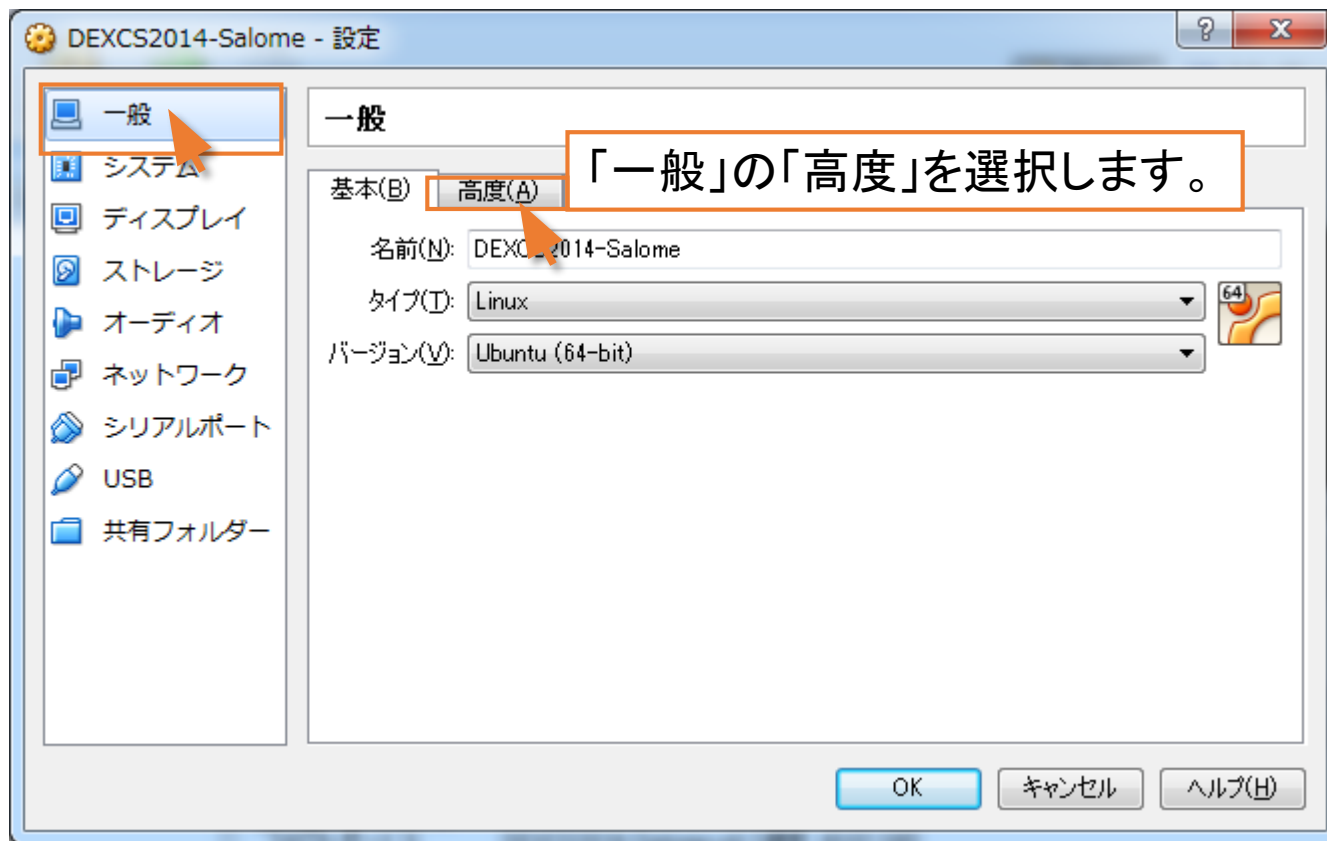 DEXCS2014-Salome - 設定
一般
システム
ディスプレイ
ストレージ
オーディオ
ネットワーク
シリアルポート
USB
共有フォルダー
一般
「一般」の「高度」を選択します。
基本(B) 高度(A)
名前(N): DEXCS2014-Salome
タイプ(T): Linux
64
バージョン(V): Ubuntu (64-bit)
OK キャンセル ヘルプ(H)